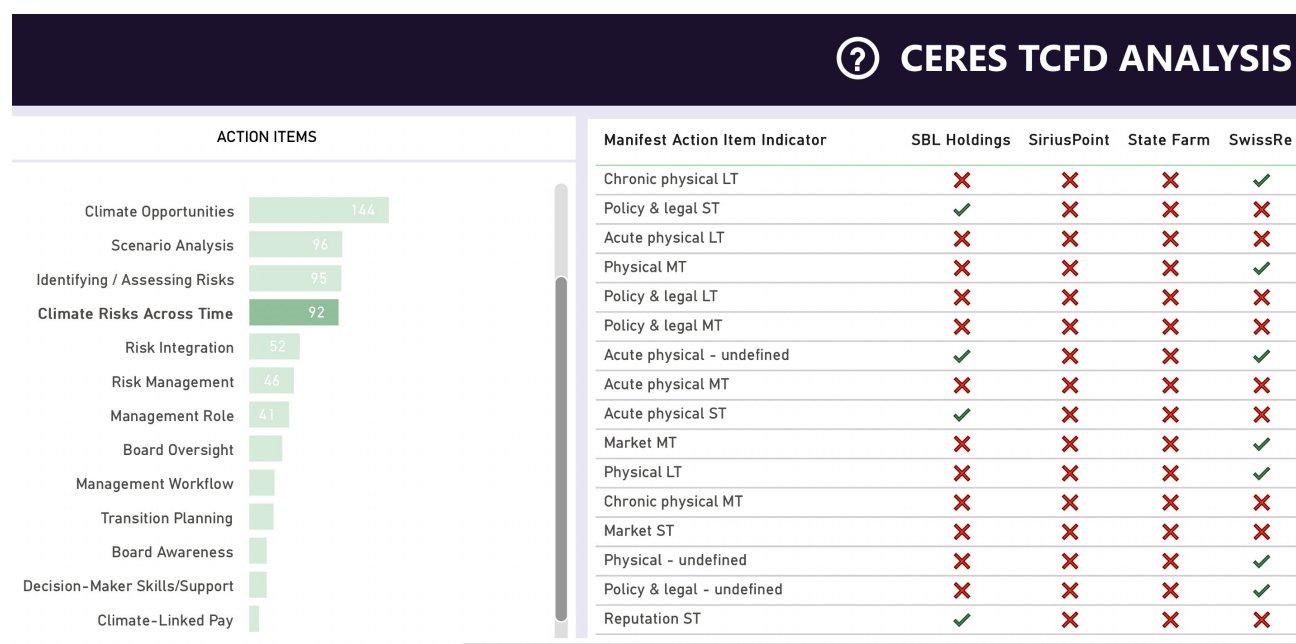 ? CERES TCFD ANALYSIS
ACTION ITEMS
Climate Opportunities 144
Scenario Analysis 96
Identifying / Assessing Risks 95
Climate Risks Across Time 92
Risk Integration 52
Risk Management 46
Management Role 41
Board Oversight
Management Workflow
Transition Planning
Board Awareness
Decision-Maker Skills/Support
Climate-Linked Pay
Manifest Action Item Indicator SBL Holdings SiriusPoint State Farm SwissRe
Chronic physical LT
Policy & legal ST
Acute physical LT
Physical MT
Policy & legal LT
Policy & legal MT
Acute physical - undefined
Acute physical MT
Acute physical ST
Market MT
Physical LT
Chronic physical MT
Market ST
Physical - undefined
Policy & legal - undefined
Reputation ST